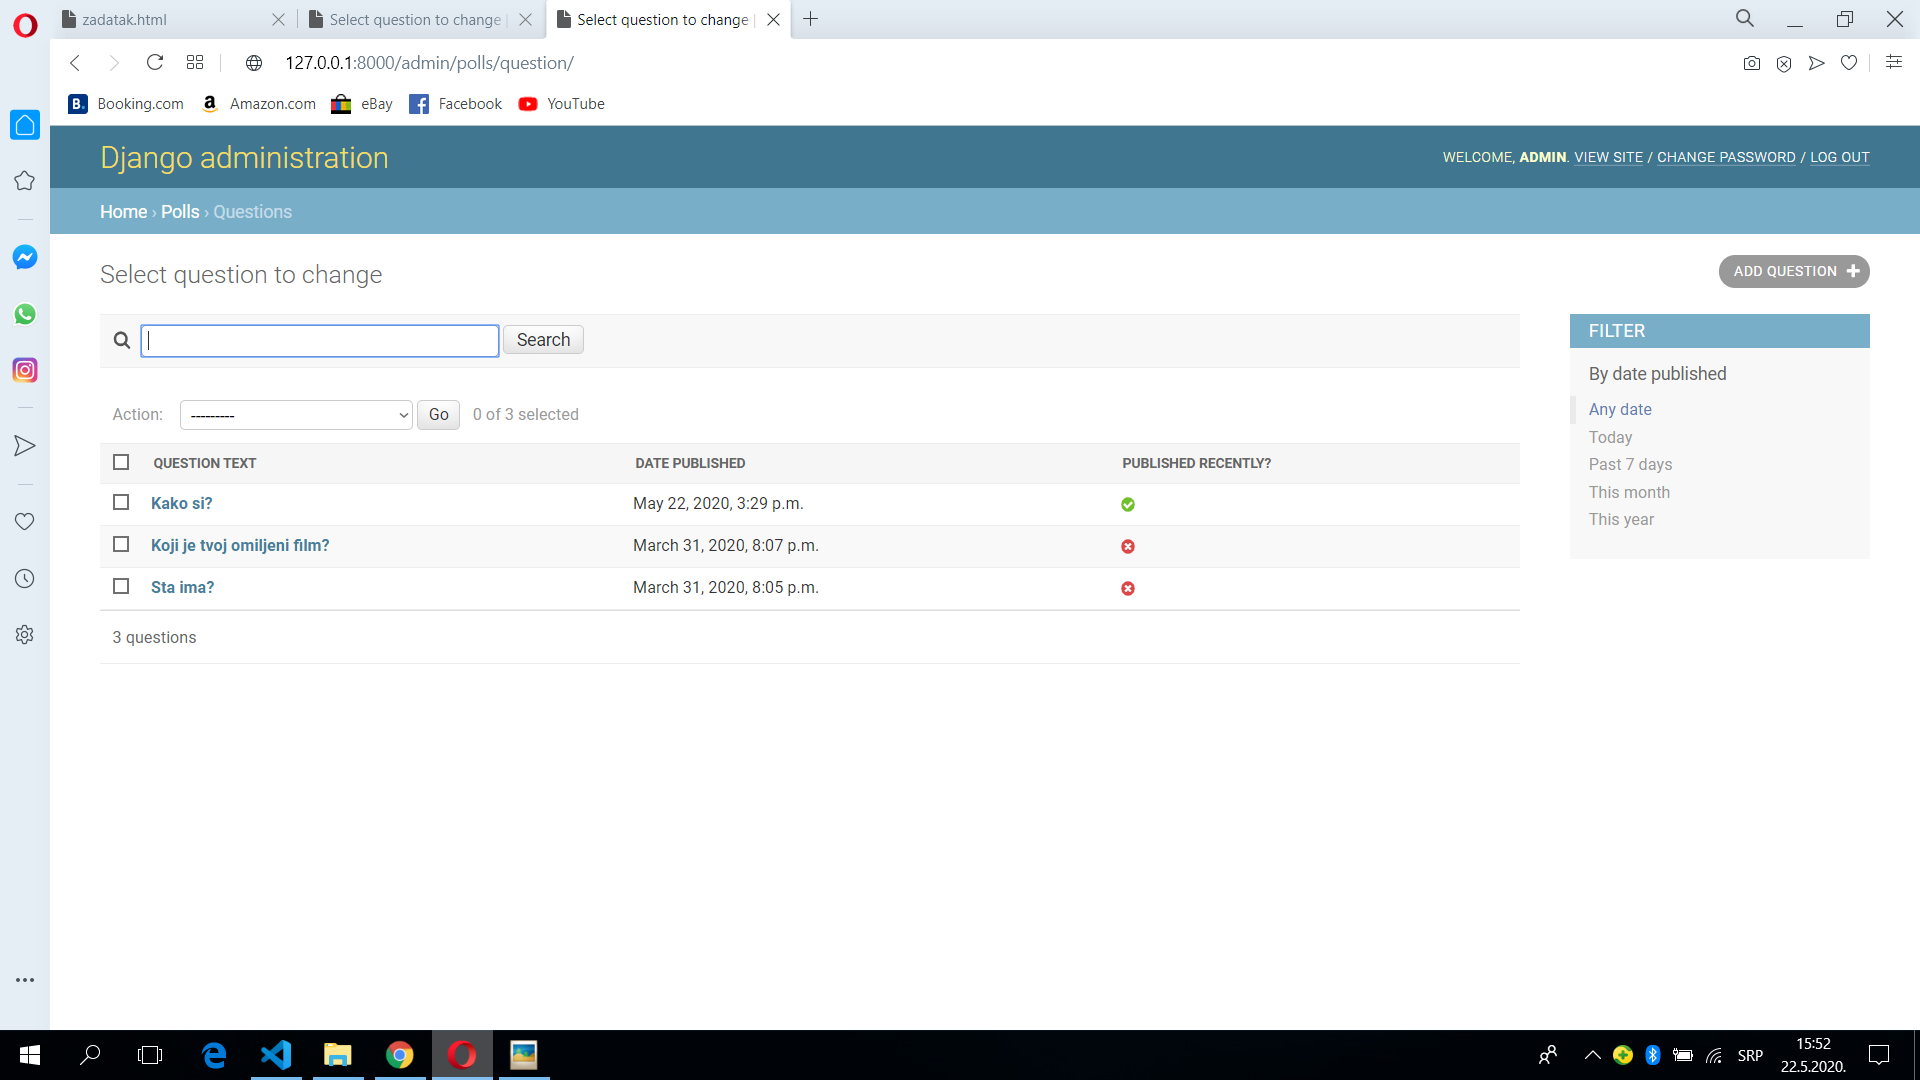 zadatak.html
Select question to change |
Select question to change |
127.0.0.1:8000/admin/polls/question/
B. Booking.com
a Amazon.com
eBay
Facebook
YouTube
Django administration
WELCOME, ADMIN. VIEW SITE / CHANGE PASSWORD / LOG OUT
Home › Polls › Questions
Select question to change
ADD QUESTION +
Search
FILTER
By date published
Any date
Today
Past 7 days
This month
This year
Action: --------- Go 0 of 3 selected
QUESTION TEXT DATE PUBLISHED PUBLISHED RECENTLY?
Kako si? May 22, 2020, 3:29 p.m.
Koji je tvoj omiljeni film? March 31, 2020, 8:07 p.m.
Sta ima? March 31, 2020, 8:05 p.m.
3 questions
SRP
15:52
22.5.2020.